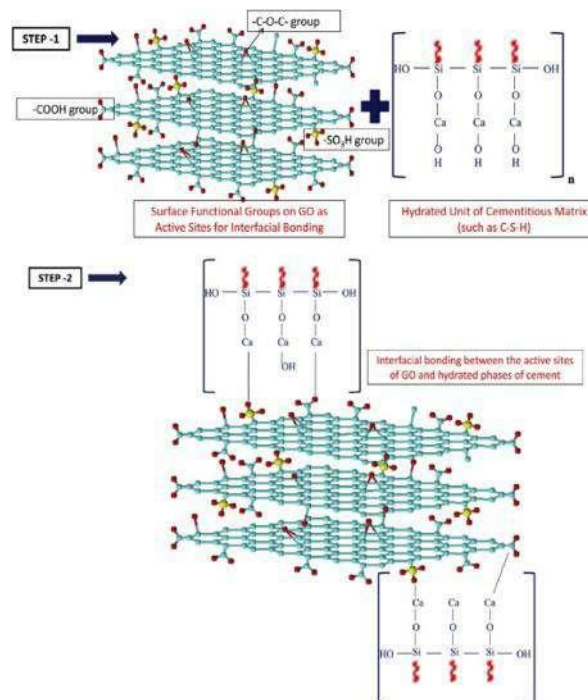 STEP -1
-C-O-C- group
-COOH group
-SO3H group
HO Si Si Si OH
O O O
Ca Ca Ca
O O O
H H H
n
Surface Functional Groups on GO as
Active Sites for Interfacial Bonding
Hydrated Unit of Cementitious Matrix
(such as C-S-H)
STEP -2
HO Si Si Si OH
O O O
Ca Ca Ca
OH
Interfacial bonding between the active sites
of GO and hydrated phases of cement
Ca Ca Ca
O O O
HO Si Si Si OH